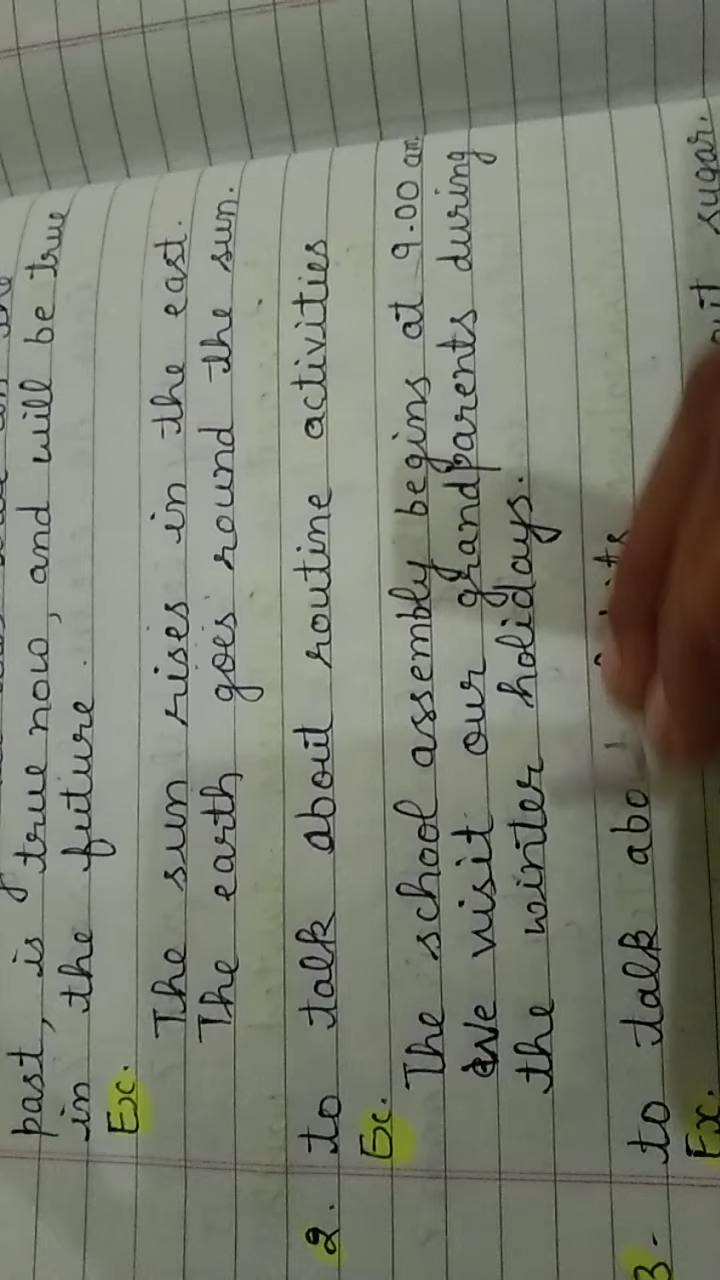 past, is true now, and will be true
in the future.
Ex.
The sun rises in the east.
The earth goes round the sun.
2. to talk about routine activities
Ex.
The school assembly begins at 9.00 am
We visit our grandparents during
the winter holidays.
3. to talk abo
Ex. sugar.